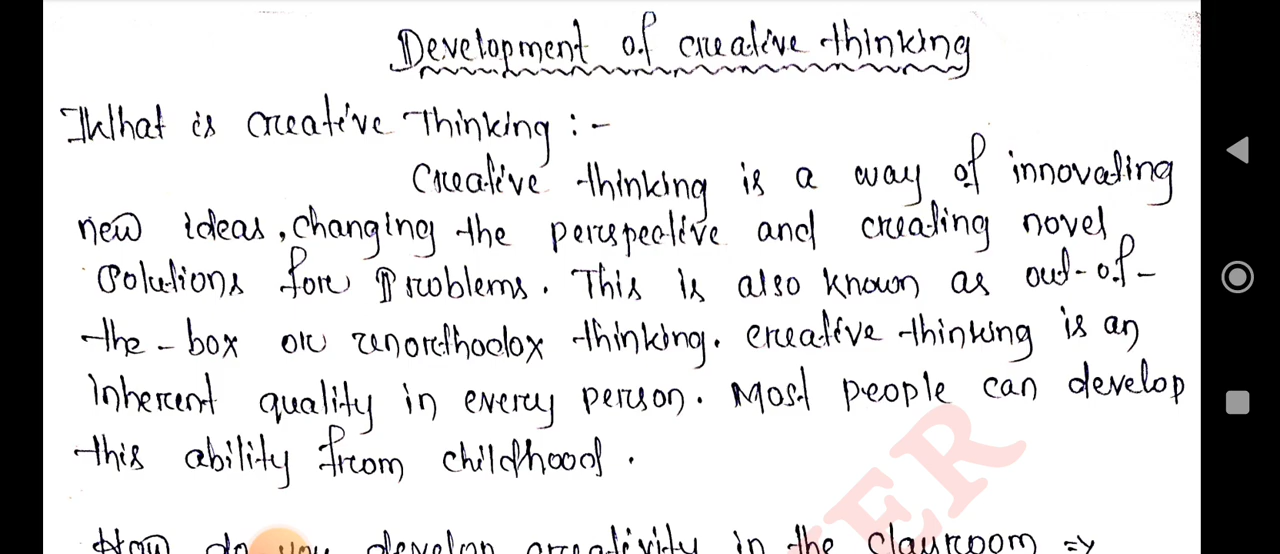 Development of creative thinking
What is creative Thinking :-
Creative thinking is a way of innovating
new ideas, changing the perspective and creating novel
Solutions for Problems. This is also known as out-of-
the-box or unorthodox thinking. creative thinking is an
inherent quality in every person. Most people can develop
this ability from childhood.
How do you develop creativity in the classroom =>